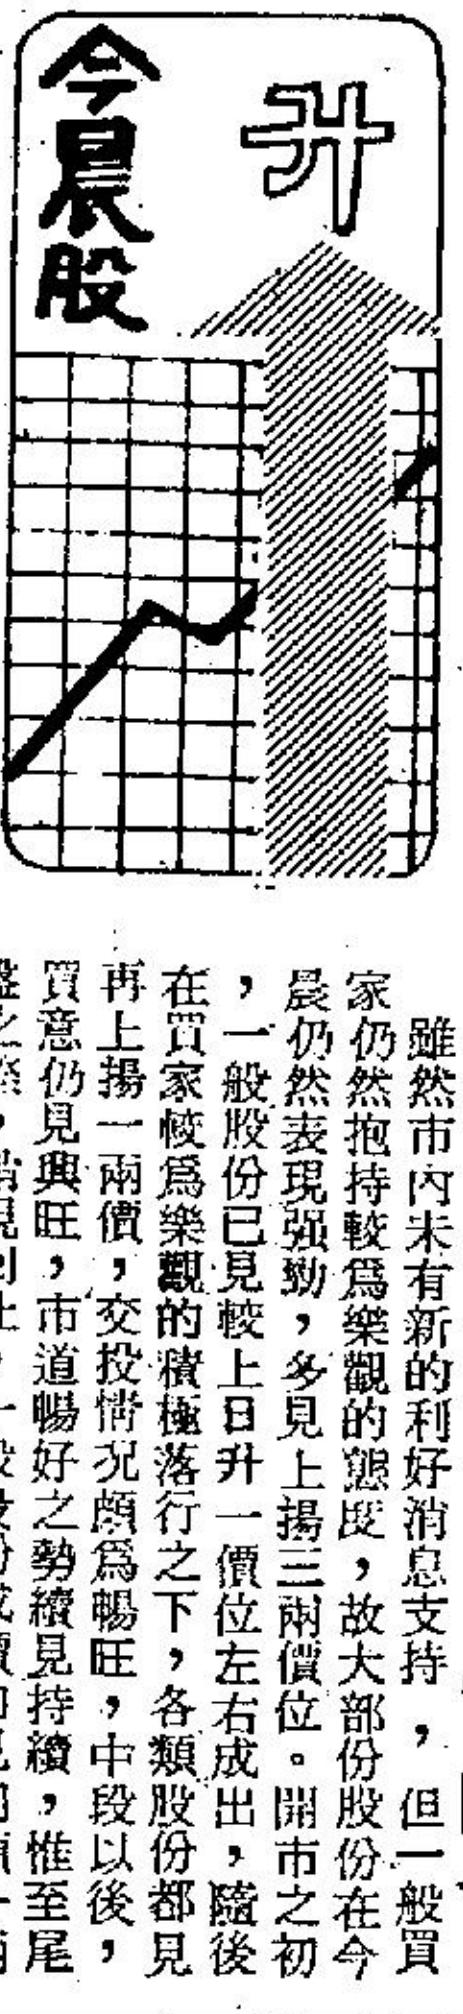 今晨股
升
雖然市內未有新的利好消息支持，但一般買
家仍然抱持較爲樂觀的態度，故大部份股份在今
晨仍然表現强勁，多見上揚三兩價位。開市之初
，一般股份已見較上日升一價位左右成出，隨後
在買家較爲樂觀的積極落行之下，各類股份都見
再上揚一兩價，交投情况頗爲暢旺，中段以後，
買意仍見興旺，市道暢好之勢續見持續，惟至尾